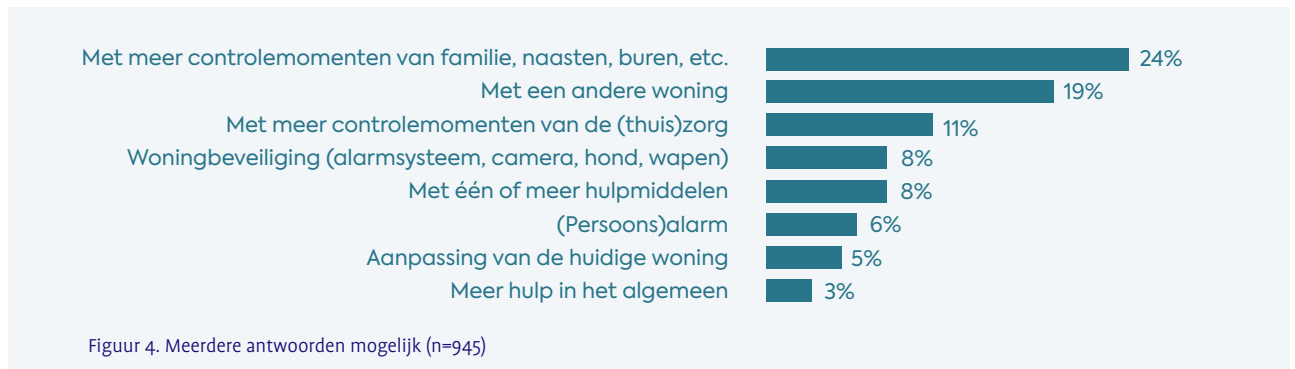 Met meer controlemomenten van familie, naasten, buren, etc. 24%
Met een andere woning 19%
Met meer controlemomenten van de (thuis)zorg 11%
Woningbeveiliging (alarmsysteem, camera, hond, wapen) 8%
Met één of meer hulpmiddelen 8%
(Persoons)alarm 6%
Aanpassing van de huidige woning 5%
Meer hulp in het algemeen 3%
Figuur 4. Meerdere antwoorden mogelijk (n=945)